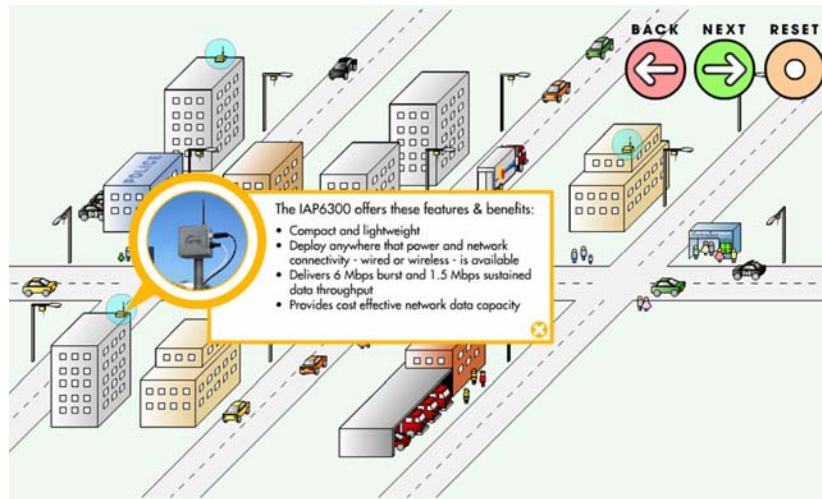 BACK NEXT RESET
POLICE
The IAP6300 offers these features & benefits:
• Compact and lightweight
• Deploy anywhere that power and network
connectivity - wired or wireless - is available
• Delivers 6 Mbps burst and 1.5 Mbps sustained
data throughput
• Provides cost effective network data capacity